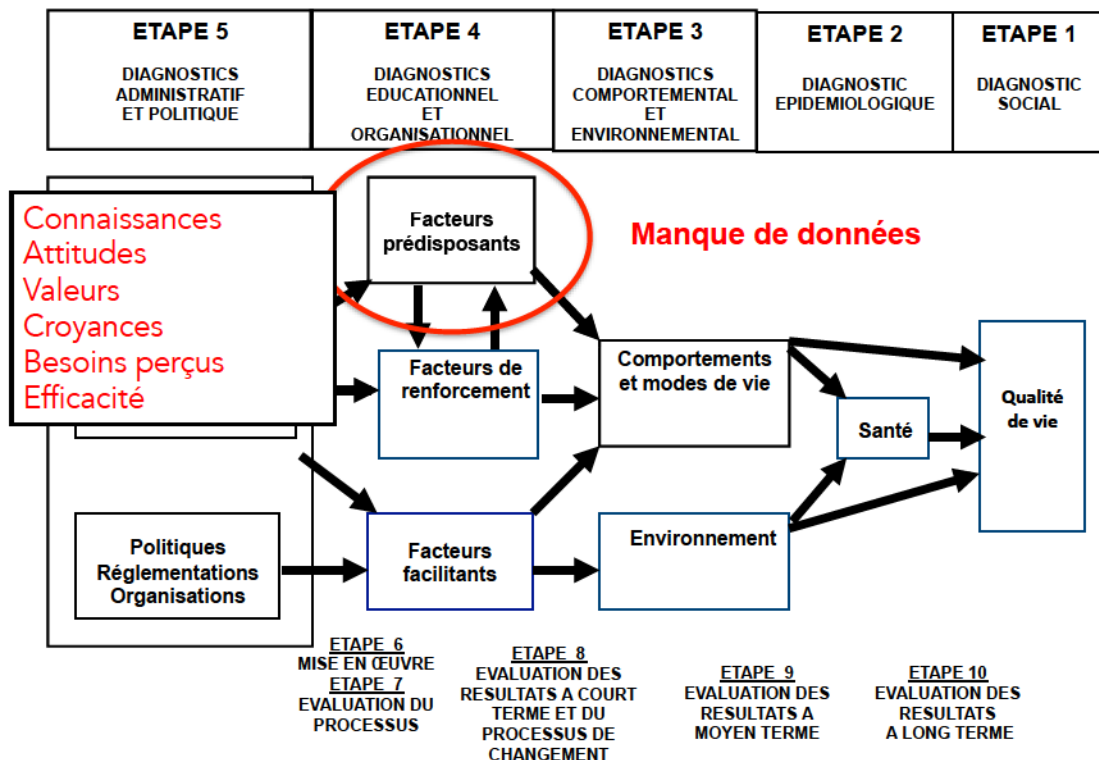 ETAPE 5
DIAGNOSTICS
ADMINISTRATIF
ET POLITIQUE
ETAPE 4
DIAGNOSTICS
EDUCATIONNEL
ET
ORGANISATIONNEL
ETAPE 3
DIAGNOSTICS
COMPORTEMENTAL
ET
ENVIRONNEMENTAL
ETAPE 2
DIAGNOSTIC
EPIDEMIOLOGIQUE
ETAPE 1
DIAGNOSTIC
SOCIAL
Connaissances
Attitudes
Valeurs
Croyances
Besoins perçus
Efficacité
Facteurs
prédisposants
Manque de données
Facteurs de
renforcement
Comportements
et modes de vie
Santé
Qualité
de vie
Politiques
Réglementations
Organisations
Facteurs
facilitants
Environnement
ETAPE 6
MISE EN ŒUVRE
ETAPE 7
EVALUATION DU
PROCESSUS
ETAPE 8
EVALUATION DES
RESULTATS A COURT
TERME ET DU
PROCESSUS DE
CHANGEMENT
ETAPE 9
EVALUATION DES
RESULTATS A
MOYEN TERME
ETAPE 10
EVALUATION DES
RESULTATS
A LONG TERME